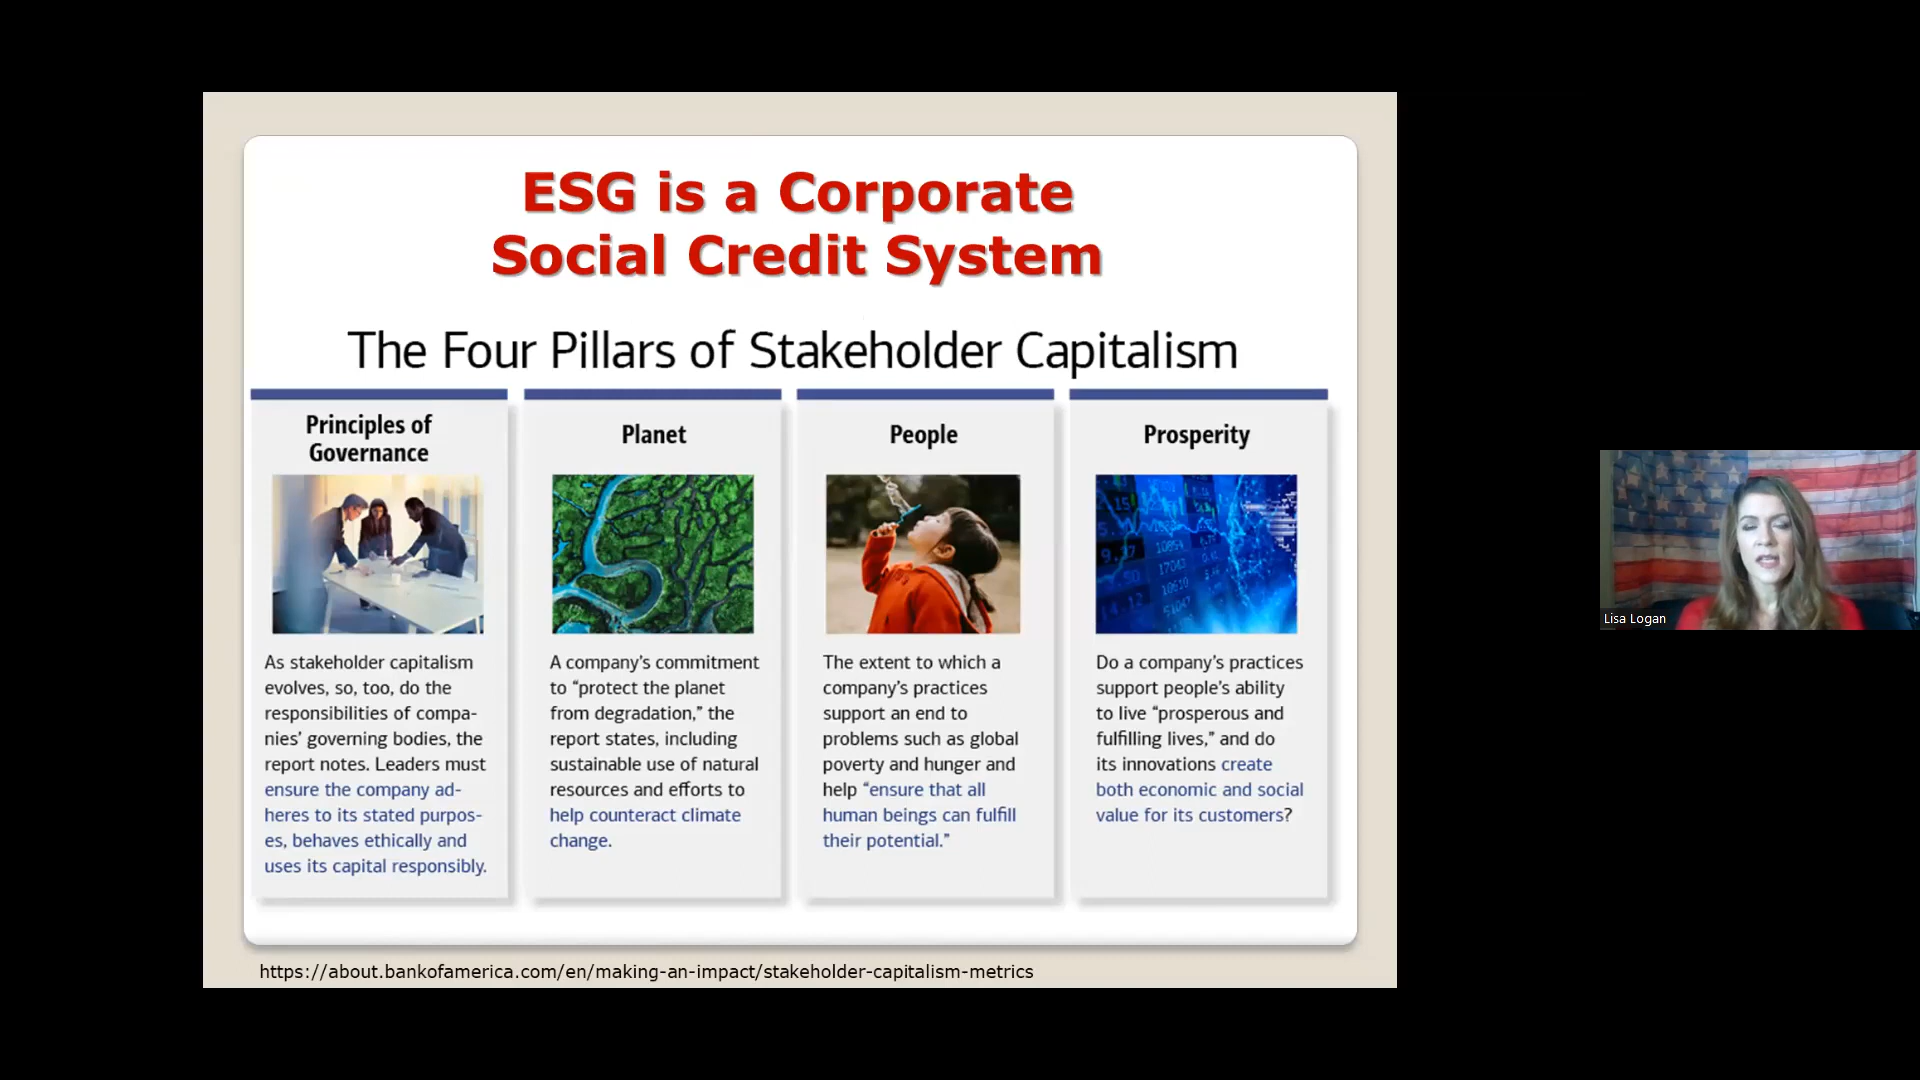 ESG is a Corporate
Social Credit System
The Four Pillars of Stakeholder Capitalism
Principles of
Governance
As stakeholder capitalism
evolves, so, too, do the
responsibilities of compa-
nies’ governing bodies, the
report notes. Leaders must
ensure the company ad-
heres to its stated purpos-
es, behaves ethically and
uses its capital responsibly.
Planet
A company’s commitment
to “protect the planet
from degradation,” the
report states, including
sustainable use of natural
resources and efforts to
help counteract climate
change.
People
The extent to which a
company’s practices
support an end to
problems such as global
poverty and hunger and
help “ensure that all
human beings can fulfill
their potential.”
Prosperity
Do a company’s practices
support people’s ability
to live “prosperous and
fulfilling lives,” and do
its innovations create
both economic and social
value for its customers?
https://about.bankofamerica.com/en/making-an-impact/stakeholder-capitalism-metrics
Lisa Logan